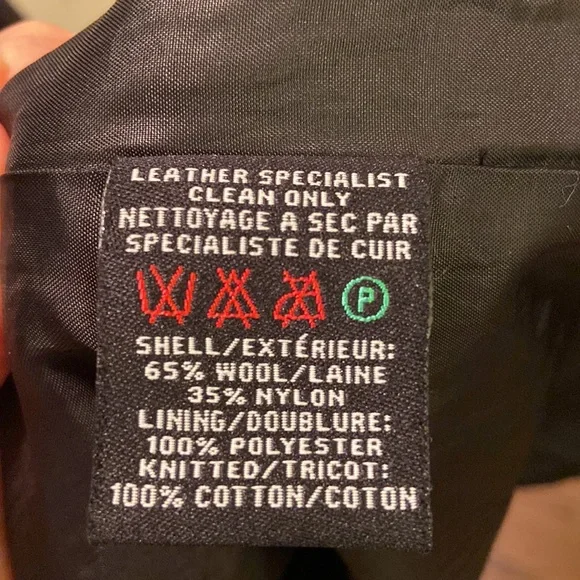 LEATHER SPECIALIST
CLEAN ONLY
NETTOYAGE A SEC PAR
SPECIALISTE DE CUIR
P
SHELL/EXTÉRIEUR:
65% WOOL/LAINE
35% NYLON
LINING/DOUBLURE:
100% POLYESTER
KNITTED/TRICOT:
100% COTTON/COTON